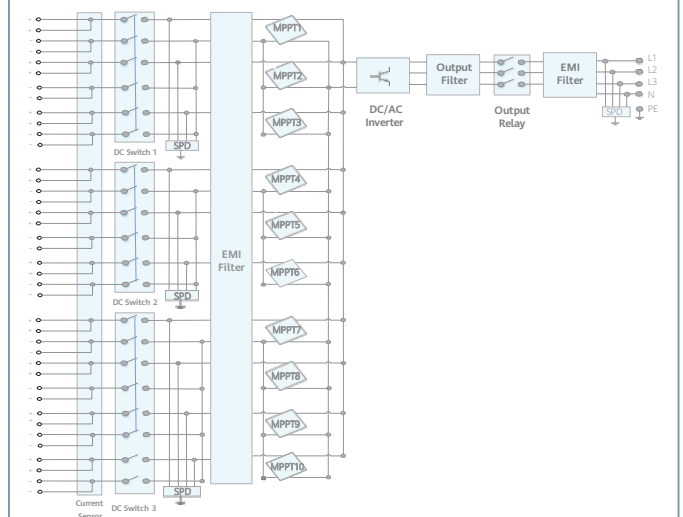 MPPT1
MPPT2
MPPT3
SPD
DC Switch 1
MPPT4
MPPT5
MPPT6
SPD
DC Switch 2
EMI
Filter
MPPT7
MPPT8
MPPT9
MPPT10
SPD
DC Switch 3
Current
Sensor
DC/AC
Inverter
Output
Filter
Output
Relay
EMI
Filter
SPD
L1
L2
L3
N
PE